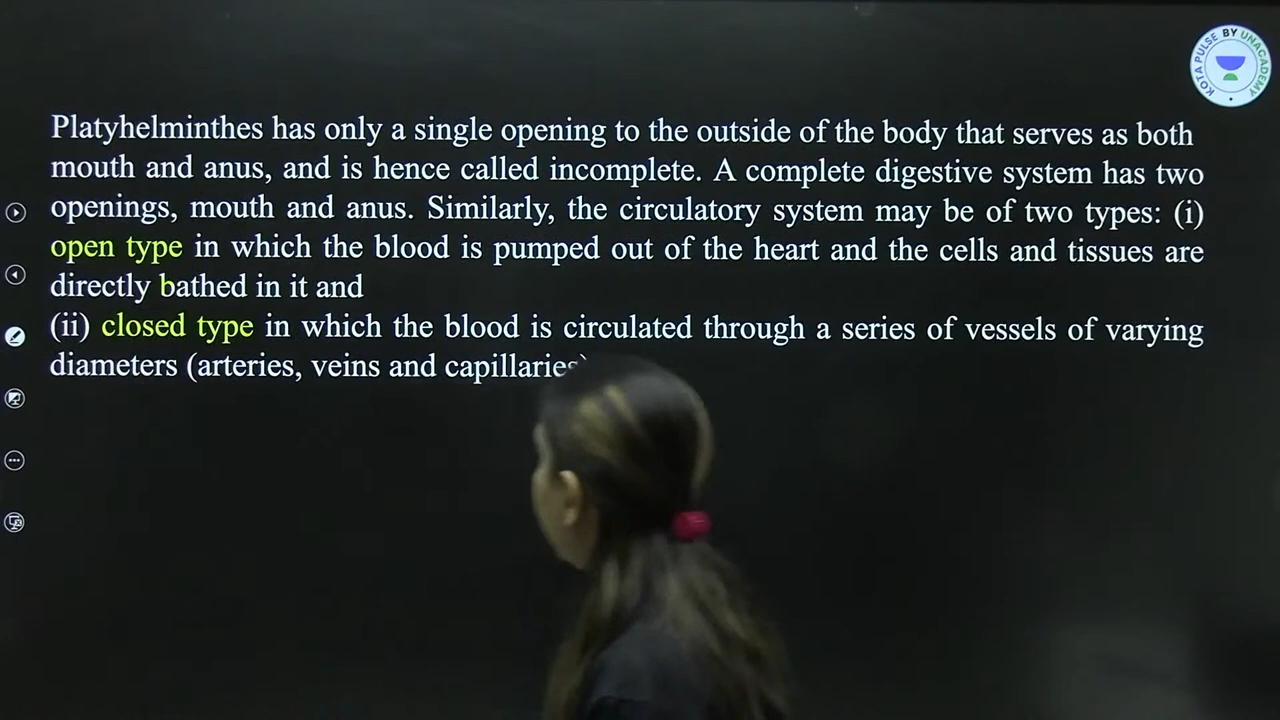 Platyhelminthes has only a single opening to the outside of the body that serves as both
mouth and anus, and is hence called incomplete. A complete digestive system has two
openings, mouth and anus. Similarly, the circulatory system may be of two types: (i)
open type in which the blood is pumped out of the heart and the cells and tissues are
directly bathed in it and
(ii) closed type in which the blood is circulated through a series of vessels of varying
diameters (arteries, veins and capillaries)
KOTA PULSE BY UNACADEMY